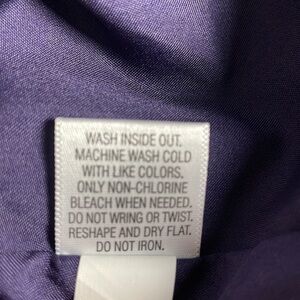 WASH INSIDE OUT.
MACHINE WASH COLD
WITH LIKE COLORS.
ONLY NON-CHLORINE
BLEACH WHEN NEEDED.
DO NOT WRING OR TWIST.
RESHAPE AND DRY FLAT.
DO NOT IRON.